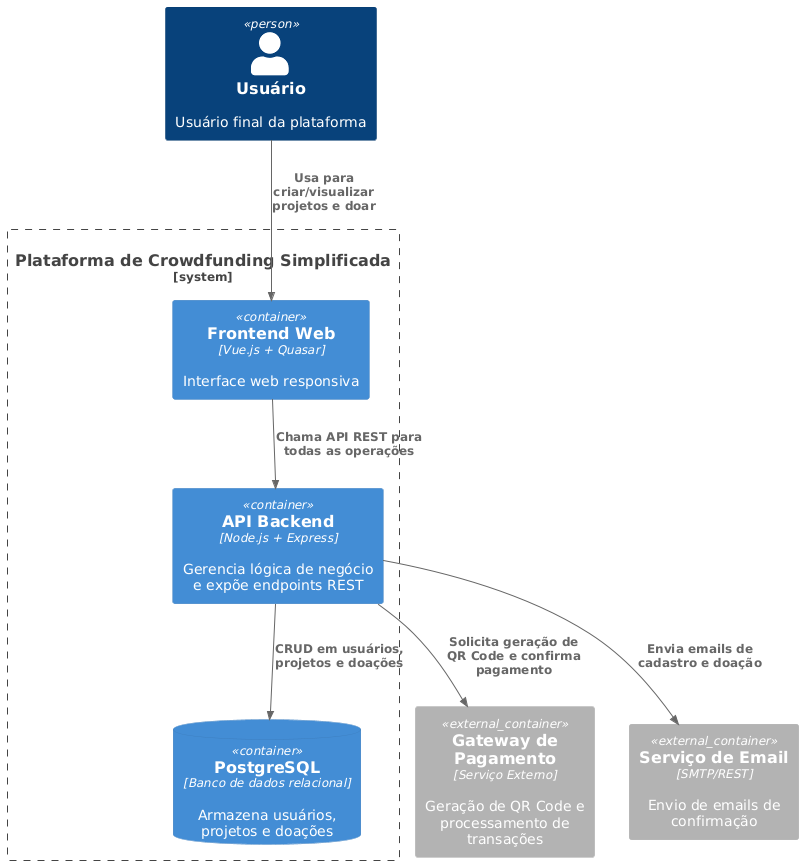 «person»
Usuário
Usuário final da plataforma
Usa para
criar/visualizar
projetos e doar
Plataforma de Crowdfunding Simplificada
[system]
«container»
Frontend Web
[Vue.js + Quasar]
Interface web responsiva
Chama API REST para
todas as operações
«container»
API Backend
[Node.js + Express]
Gerencia lógica de negócio
e expõe endpoints REST
CRUD em usuários,
projetos e doações
Solicita geração de
QR Code e confirma
pagamento
Envia emails de
cadastro e doação
«container»
PostgreSQL
[Banco de dados relacional]
Armazena usuários,
projetos e doações
«external_container»
Gateway de
Pagamento
[Serviço Externo]
Geração de QR Code e
processamento de
transações
«external_container»
Serviço de Email
[SMTP/REST]
Envio de emails de
confirmação